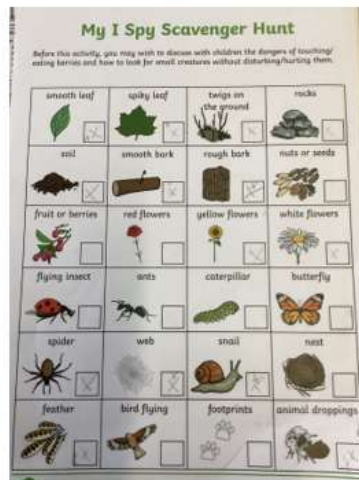 My I Spy Scavenger Hunt
Before this activity, you may wish to discuss with children the dangers of touching/
eating berries and how to look for small creatures without disturbing/hurting them.
smooth leaf
spiky leaf
twigs on
the ground
rocks
soil
smooth bark
rough bark
nuts or seeds
fruit or berries
red flowers
yellow flowers
white flowers
flying insect
ants
caterpillar
butterfly
spider
web
snail
nest
feather
bird flying
footprints
animal droppings